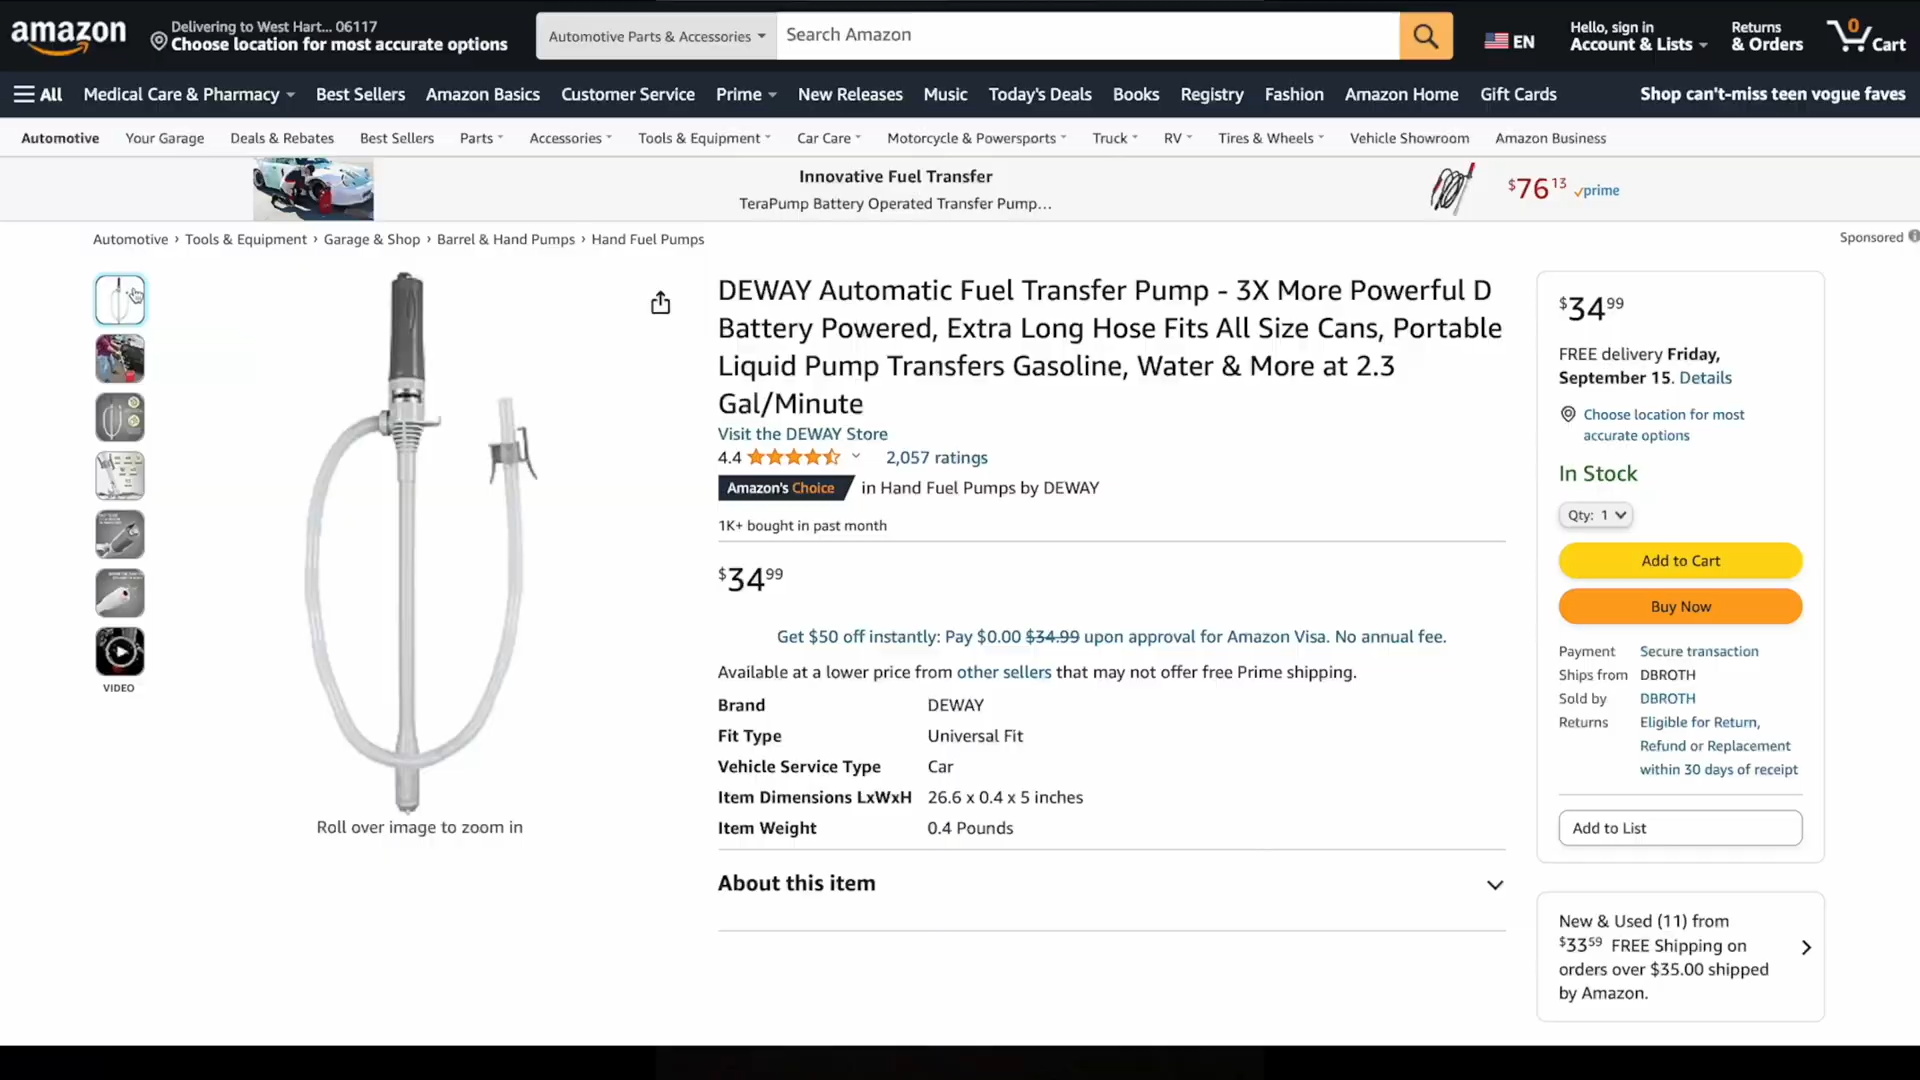 amazon
Delivering to West Hart... 06117
Choose location for most accurate options
Automotive Parts & Accessories
Search Amazon
EN
Hello, sign in
Account & Lists
Returns
& Orders
0
Cart
All
Medical Care & Pharmacy
Best Sellers
Amazon Basics
Customer Service
Prime
New Releases
Music
Today's Deals
Books
Registry
Fashion
Amazon Home
Gift Cards
Shop can't-miss teen vogue faves
Automotive
Your Garage
Deals & Rebates
Best Sellers
Parts
Accessories
Tools & Equipment
Car Care
Motorcycle & Powersports
Truck
RV
Tires & Wheels
Vehicle Showroom
Amazon Business
Innovative Fuel Transfer
TeraPump Battery Operated Transfer Pump...
$76 13 prime
Automotive › Tools & Equipment › Garage & Shop › Barrel & Hand Pumps › Hand Fuel Pumps
Sponsored
VIDEO
Roll over image to zoom in
DEWAY Automatic Fuel Transfer Pump - 3X More Powerful D
Battery Powered, Extra Long Hose Fits All Size Cans, Portable
Liquid Pump Transfers Gasoline, Water & More at 2.3
Gal/Minute
Visit the DEWAY Store
4.4
2,057 ratings
Amazon's Choice in Hand Fuel Pumps by DEWAY
1K+ bought in past month
$34 99
Get $50 off instantly: Pay $0.00 $34.99 upon approval for Amazon Visa. No annual fee.
Available at a lower price from other sellers that may not offer free Prime shipping.
Brand DEWAY
Fit Type Universal Fit
Vehicle Service Type Car
Item Dimensions LxWxH 26.6 x 0.4 x 5 inches
Item Weight 0.4 Pounds
About this item
$34 99
FREE delivery Friday,
September 15. Details
Choose location for most
accurate options
In Stock
Qty: 1
Add to Cart
Buy Now
Payment Secure transaction
Ships from DBROTH
Sold by DBROTH
Returns Eligible for Return,
Refund or Replacement
within 30 days of receipt
Add to List
New & Used (11) from
$33 59 FREE Shipping on
orders over $35.00 shipped
by Amazon.